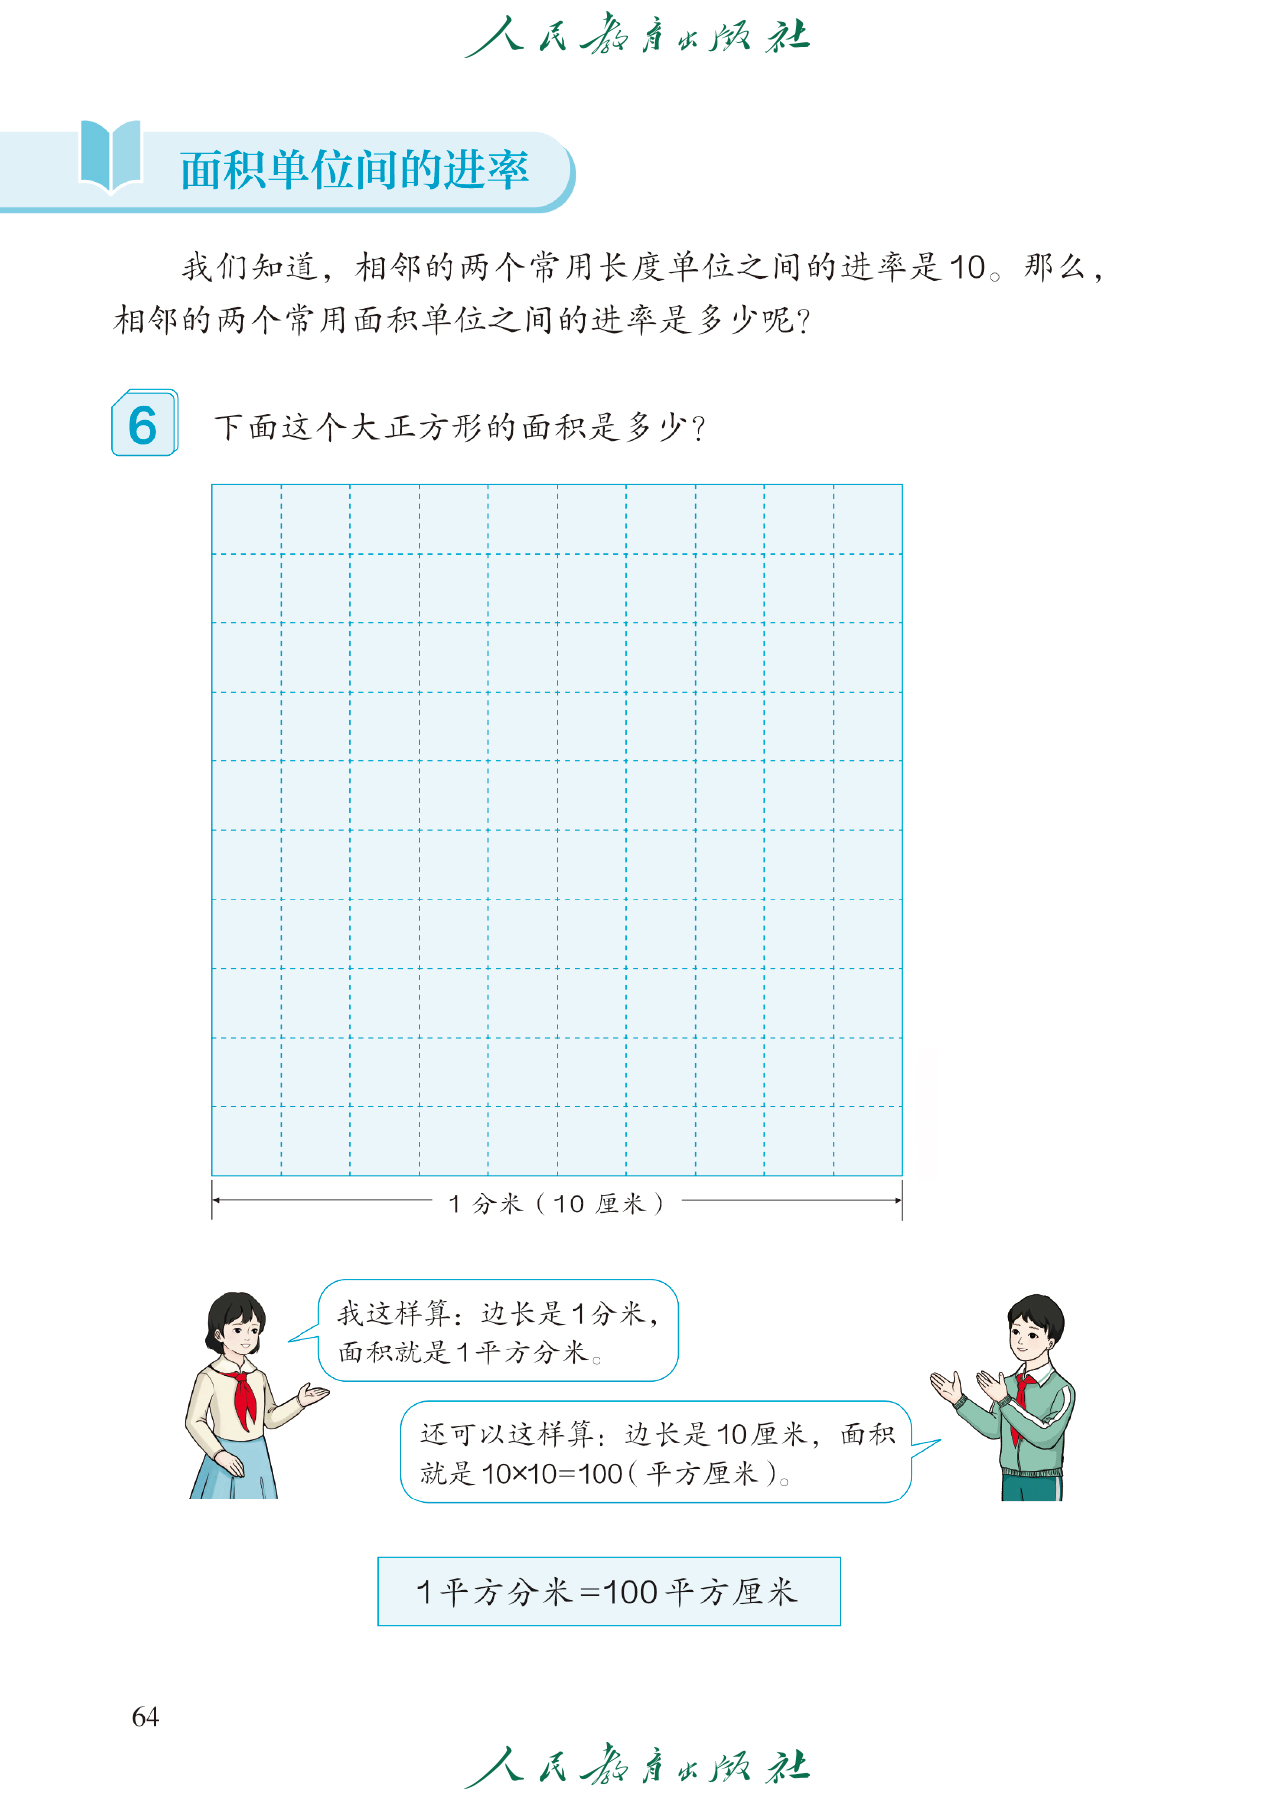 人民教育出版社
面积单位间的进率
我们知道，相邻的两个常用长度单位之间的进率是10。那么，
相邻的两个常用面积单位之间的进率是多少呢？
6 下面这个大正方形的面积是多少？
1 分米（10 厘米）
我这样算：边长是1分米，
面积就是1平方分米。
还可以这样算：边长是10厘米，面积
就是10×10=100（平方厘米）。
1平方分米=100平方厘米
64
人民教育出版社